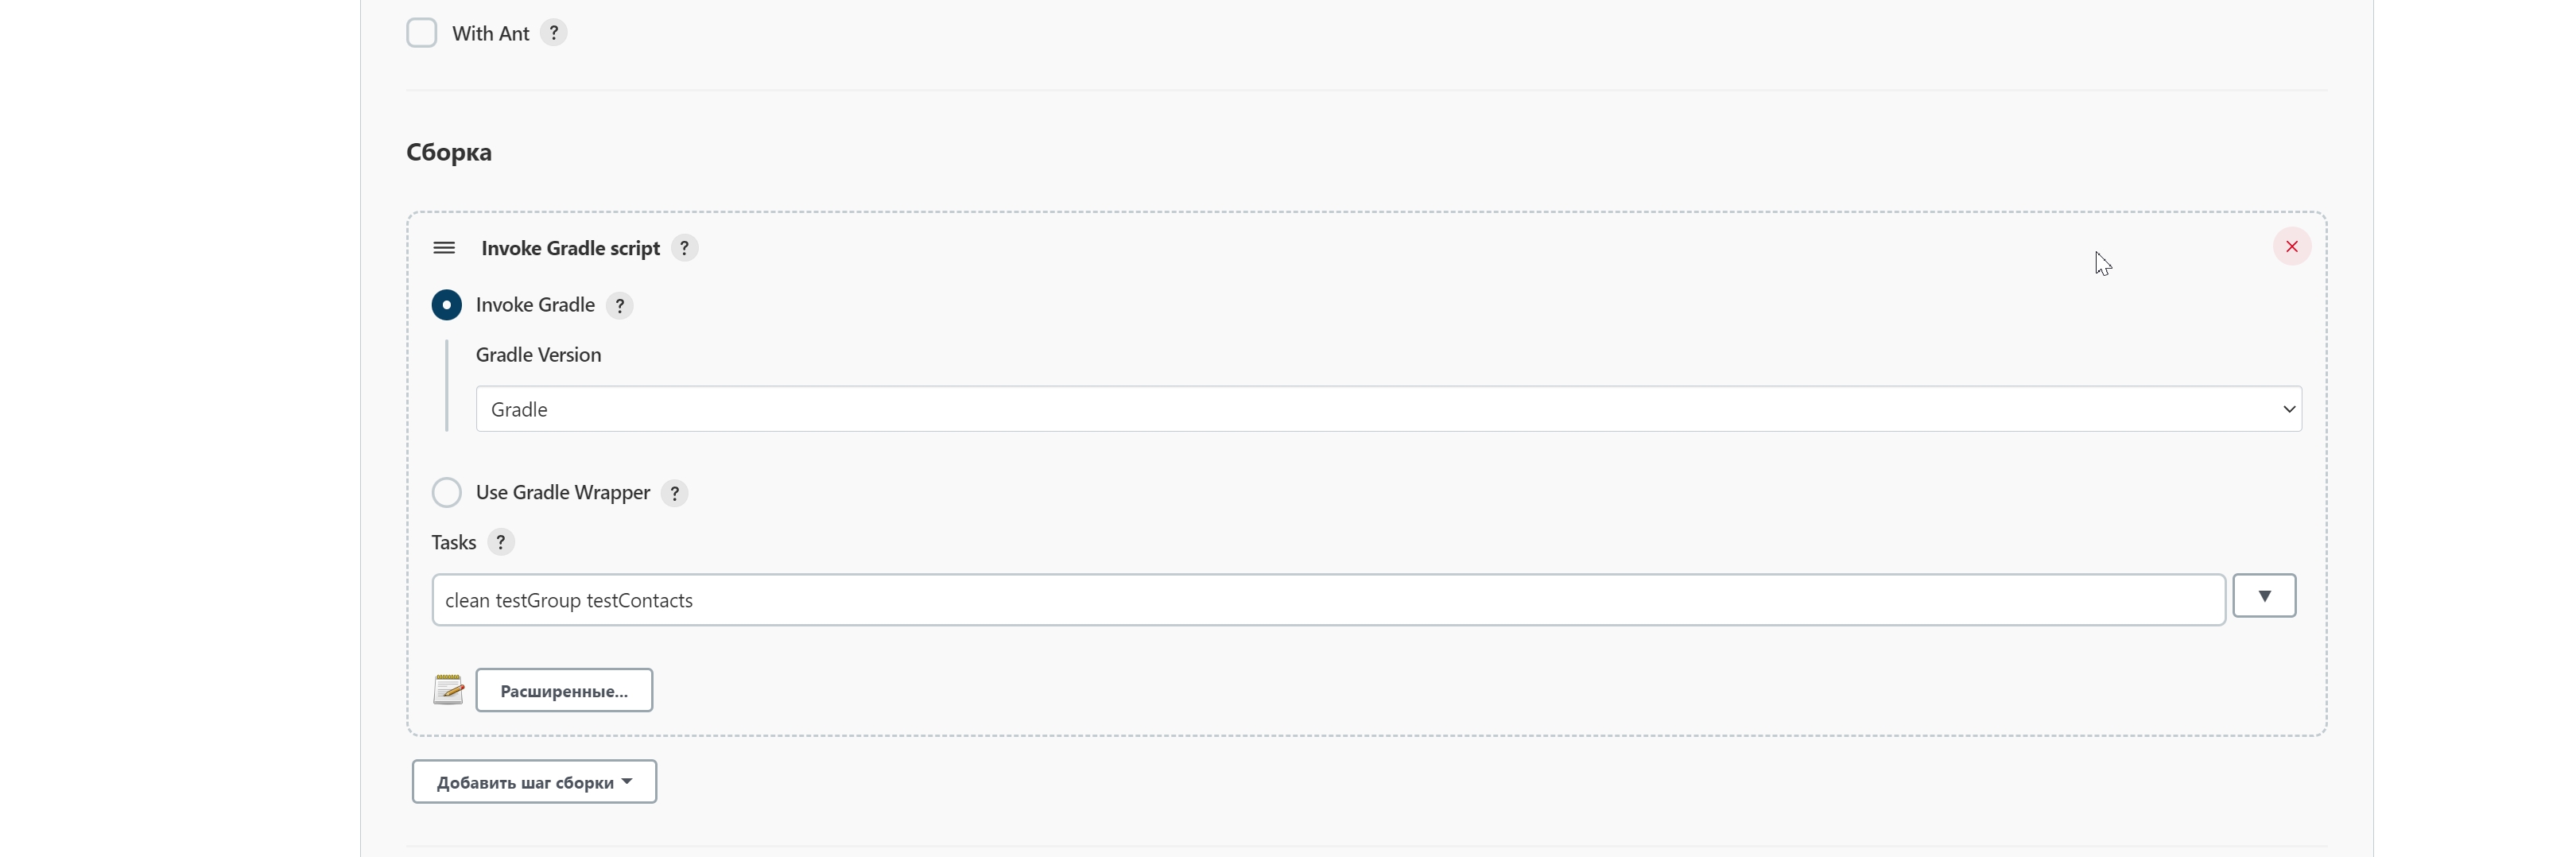 With Ant ?
Сборка
Invoke Gradle script ?
Invoke Gradle ?
Gradle Version
Gradle
Use Gradle Wrapper ?
Tasks ?
clean testGroup testContacts
Расширенные...
Добавить шаг сборки